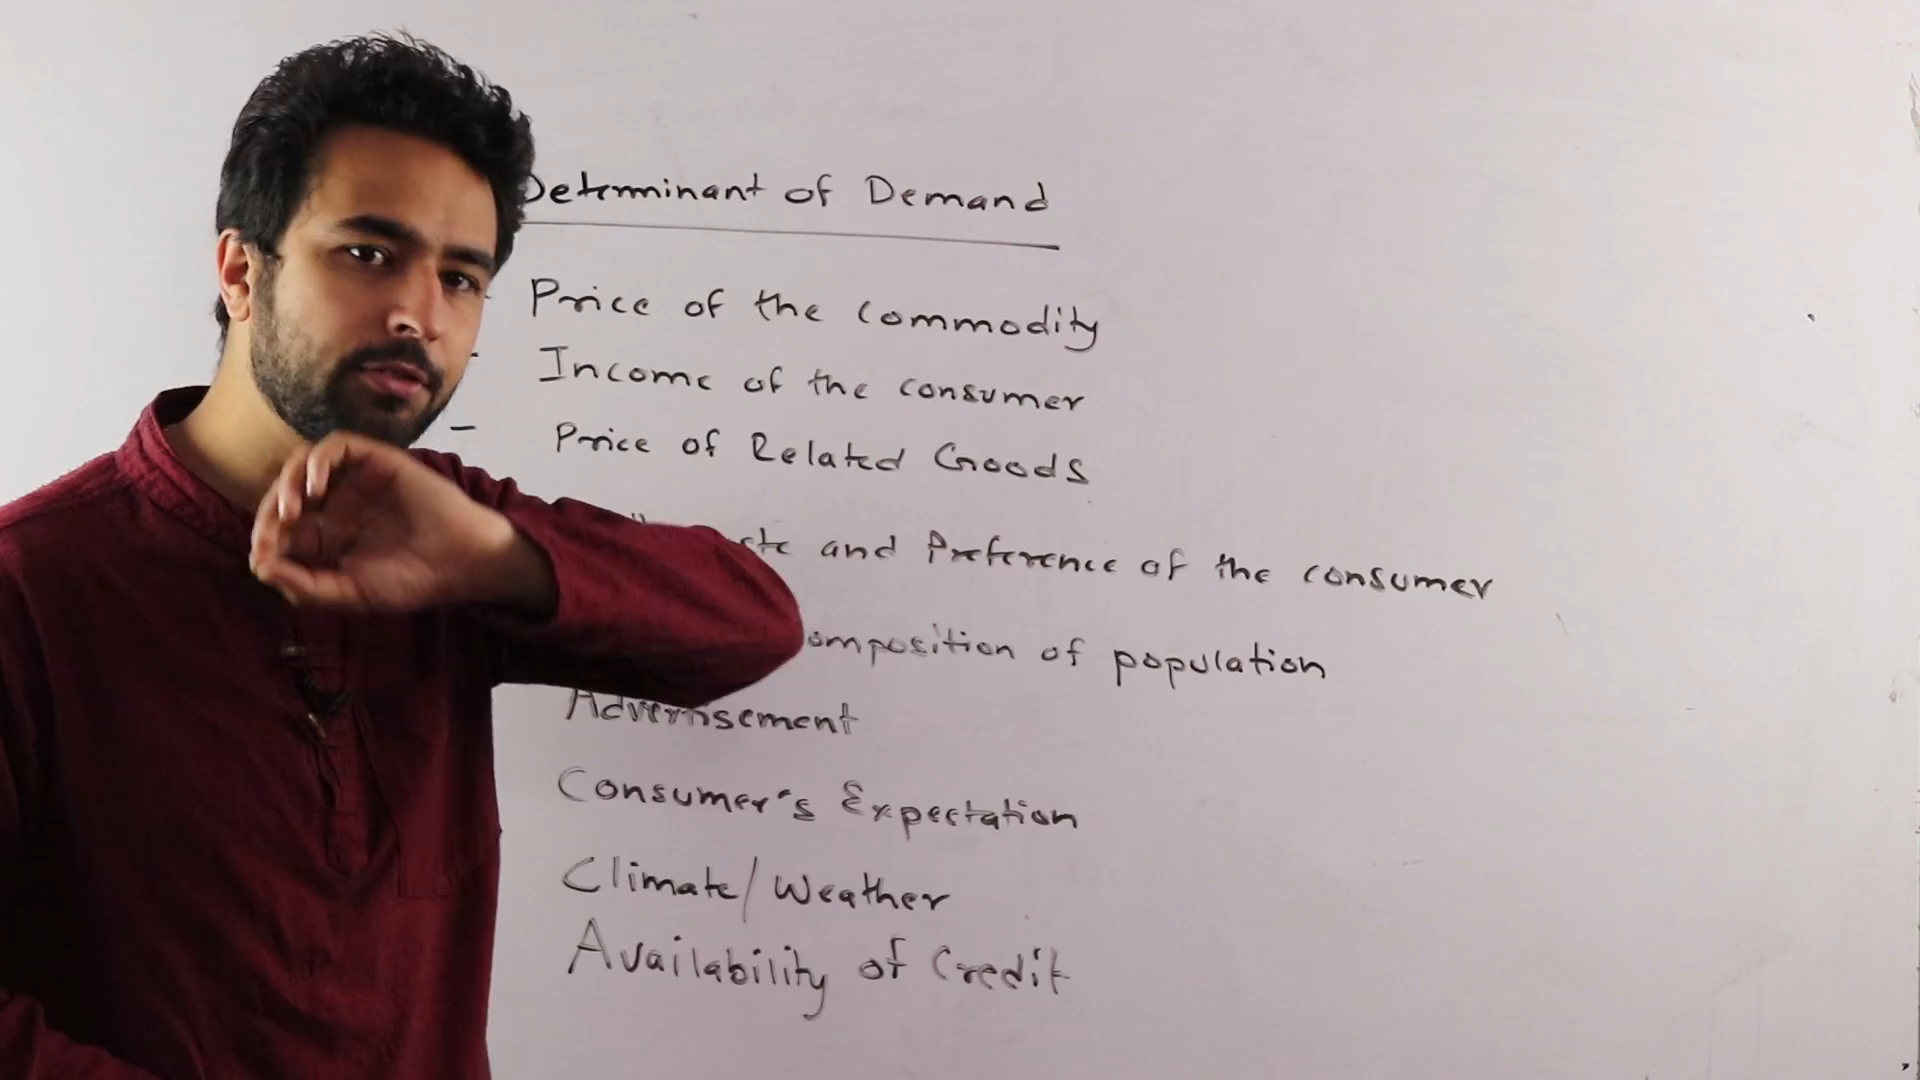 Determinant of Demand
- Price of the Commodity
- Income of the consumer
- Price of Related Goods
and Preference of the consumer
of population
Advertisement
Consumer's Expectation
Climate/Weather
Availability of Credit